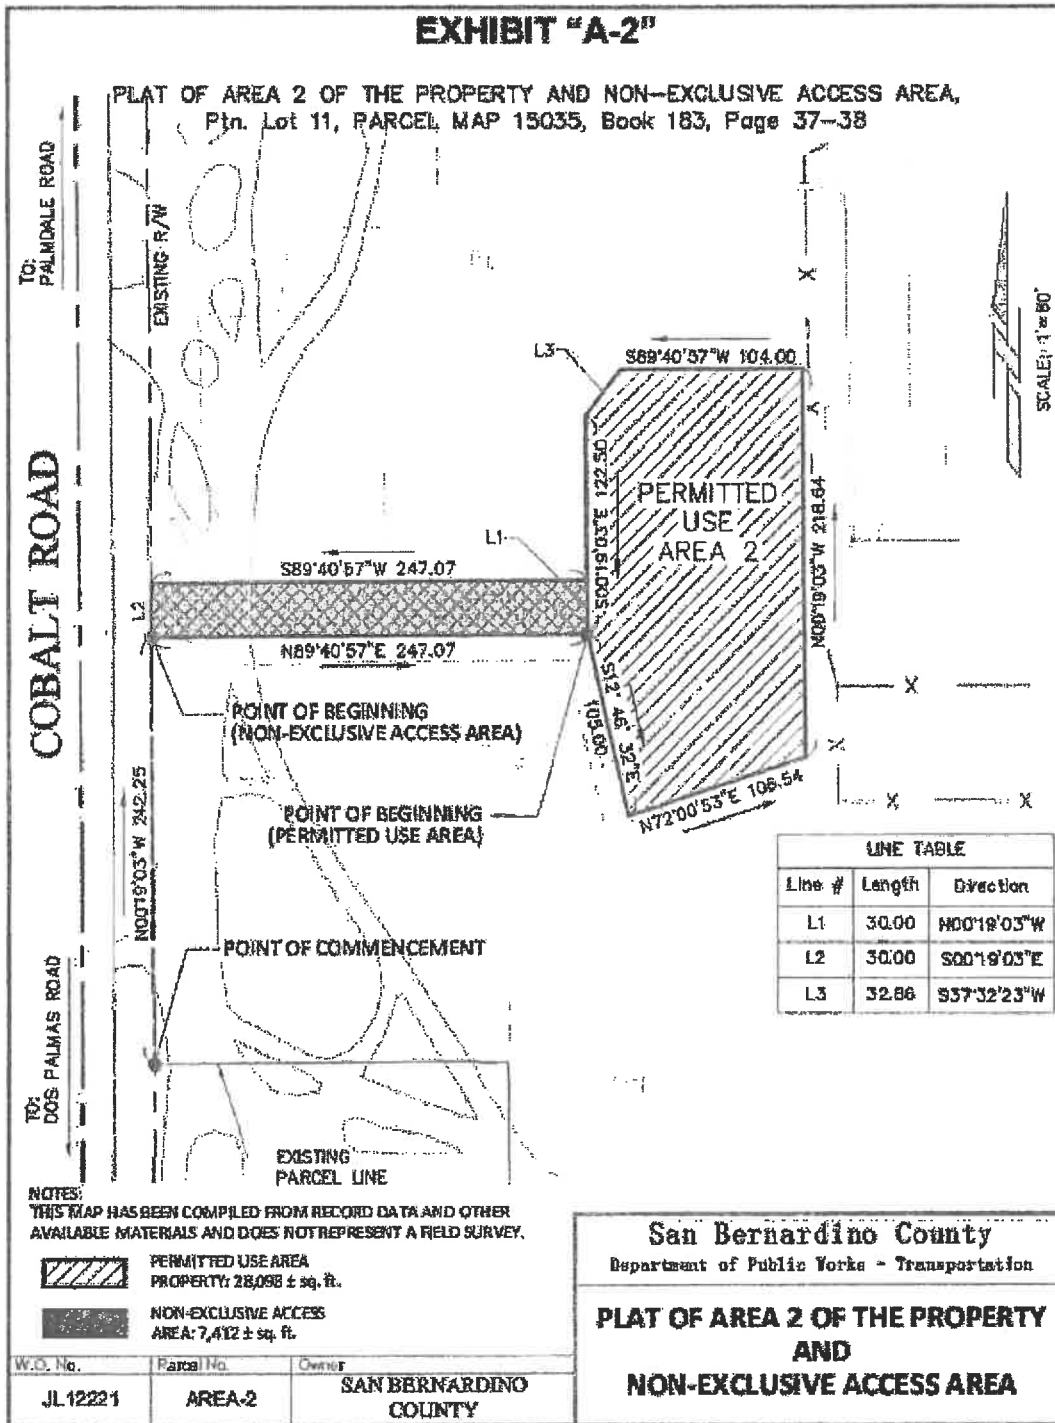 EXHIBIT "A-2"
PLAT OF AREA 2 OF THE PROPERTY AND NON-EXCLUSIVE ACCESS AREA,
Ptn. Lot 11, PARCEL MAP 15035, Book 183, Page 37-38
TO:
PALMDALE ROAD
EXISTING R/W
COBALT ROAD
SCALE: 1"=60'
L3
S89°40'57"W 104.00
S00°19'03"E 122.50
PERMITTED
USE
AREA 2
N00°19'03"W 218.64
L1
S89°40'57"W 247.07
L2
N89°40'57"E 247.07
S12° 46' 32"E
105.00
N72°00'53"E 108.54
POINT OF BEGINNING
(NON-EXCLUSIVE ACCESS AREA)
POINT OF BEGINNING
(PERMITTED USE AREA)
N00°19'03"W 242.25
POINT OF COMMENCEMENT
TO:
DOS PALMAS ROAD
EXISTING
PARCEL LINE
X
X
X
X
X
LINE TABLE
Line # Length Direction
L1 30.00 N00°19'03"W
L2 30.00 S00°19'03"E
L3 32.86 S37°32'23"W
NOTES:
THIS MAP HAS BEEN COMPILED FROM RECORD DATA AND OTHER
AVAILABLE MATERIALS AND DOES NOT REPRESENT A FIELD SURVEY.
PERMITTED USE AREA
PROPERTY: 28,098 ± sq. ft.
NON-EXCLUSIVE ACCESS
AREA: 7,412 ± sq. ft.
W.O. No. Parcel No. Owner
JL12221 AREA-2 SAN BERNARDINO
COUNTY
San Bernardino County
Department of Public Works - Transportation
PLAT OF AREA 2 OF THE PROPERTY
AND
NON-EXCLUSIVE ACCESS AREA